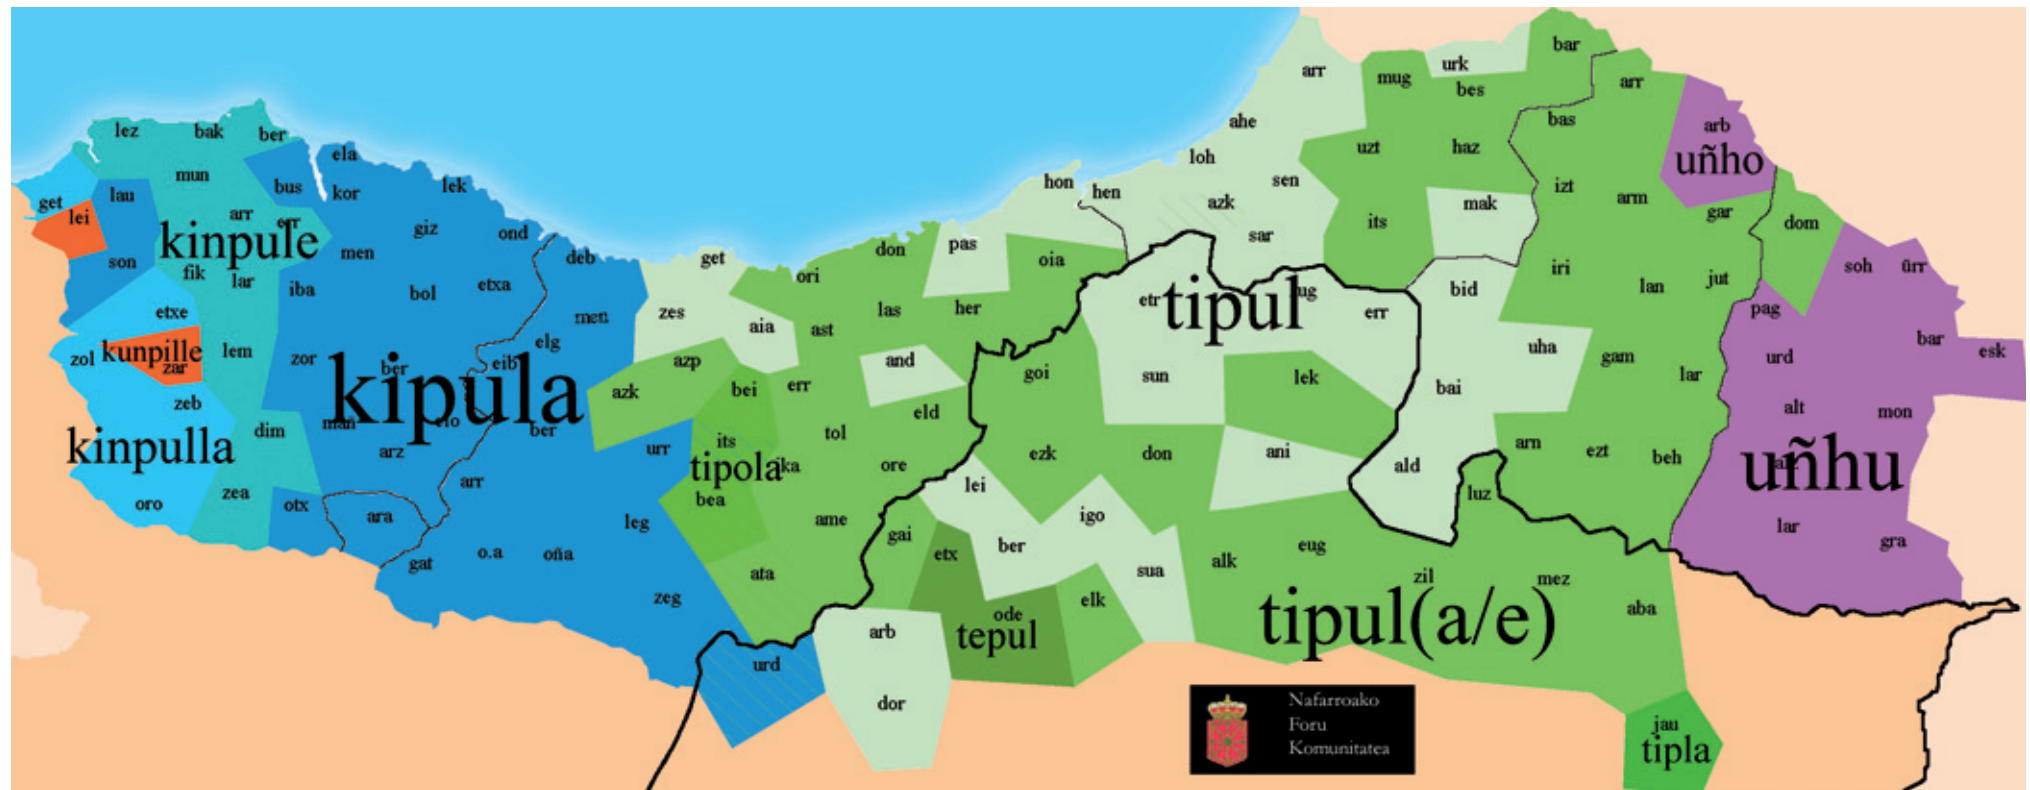 bar
arr
urk
mug
bes
arr
lez
bak
ber
ahe
bas
arb
ela
uzt
haz
uñho
mun
loh
bus
kor
lek
hon
hen
sen
izt
arm
get
lau
lei
arr
err
azk
mak
gar
kinpule
giz
ond
its
dom
sar
son
men
deb
get
don
pas
oia
fik
lar
ori
iri
lan
jut
soh
ürr
iba
bol
etxa
etr
tipul
bid
etxe
men
zes
las
her
err
pag
aia
ast
zol
kunpille
lem
zor
elg
uha
bar
esk
zar
ber
eib
azp
and
goi
sun
lek
gam
urd
kipula
azk
bei
err
bai
lar
zeb
eld
alt
mon
dim
ber
tol
kinpulla
arz
urr
its
ezk
don
ani
arn
ezt
beh
tipola
ore
ald
uñhu
zea
arr
bea
lei
luz
oro
otx
ara
leg
ame
igo
lar
gai
ber
eug
gra
gat
o.a
oña
etx
alk
ata
sua
zil
mez
zeg
elk
aba
ode
tipul(a/e)
arb
tepul
urd
dor
Nafarroako
Foru
Komunitatea
jau
tipla